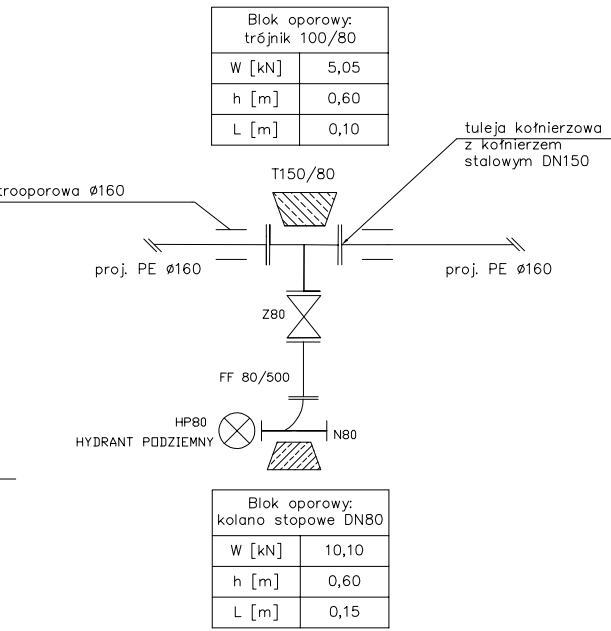 Blok oporowy:
trójnik 100/80
W [kN] 5,05
h [m] 0,60
L [m] 0,10
tuleja kołnierzowa
z kołnierzem
stalowym DN150
T150/80
trooporowa Ø160
proj. PE Ø160
proj. PE Ø160
Z80
FF 80/500
HP80
HYDRANT PODZIEMNY
N80
Blok oporowy:
kolano stopowe DN80
W [kN] 10,10
h [m] 0,60
L [m] 0,15